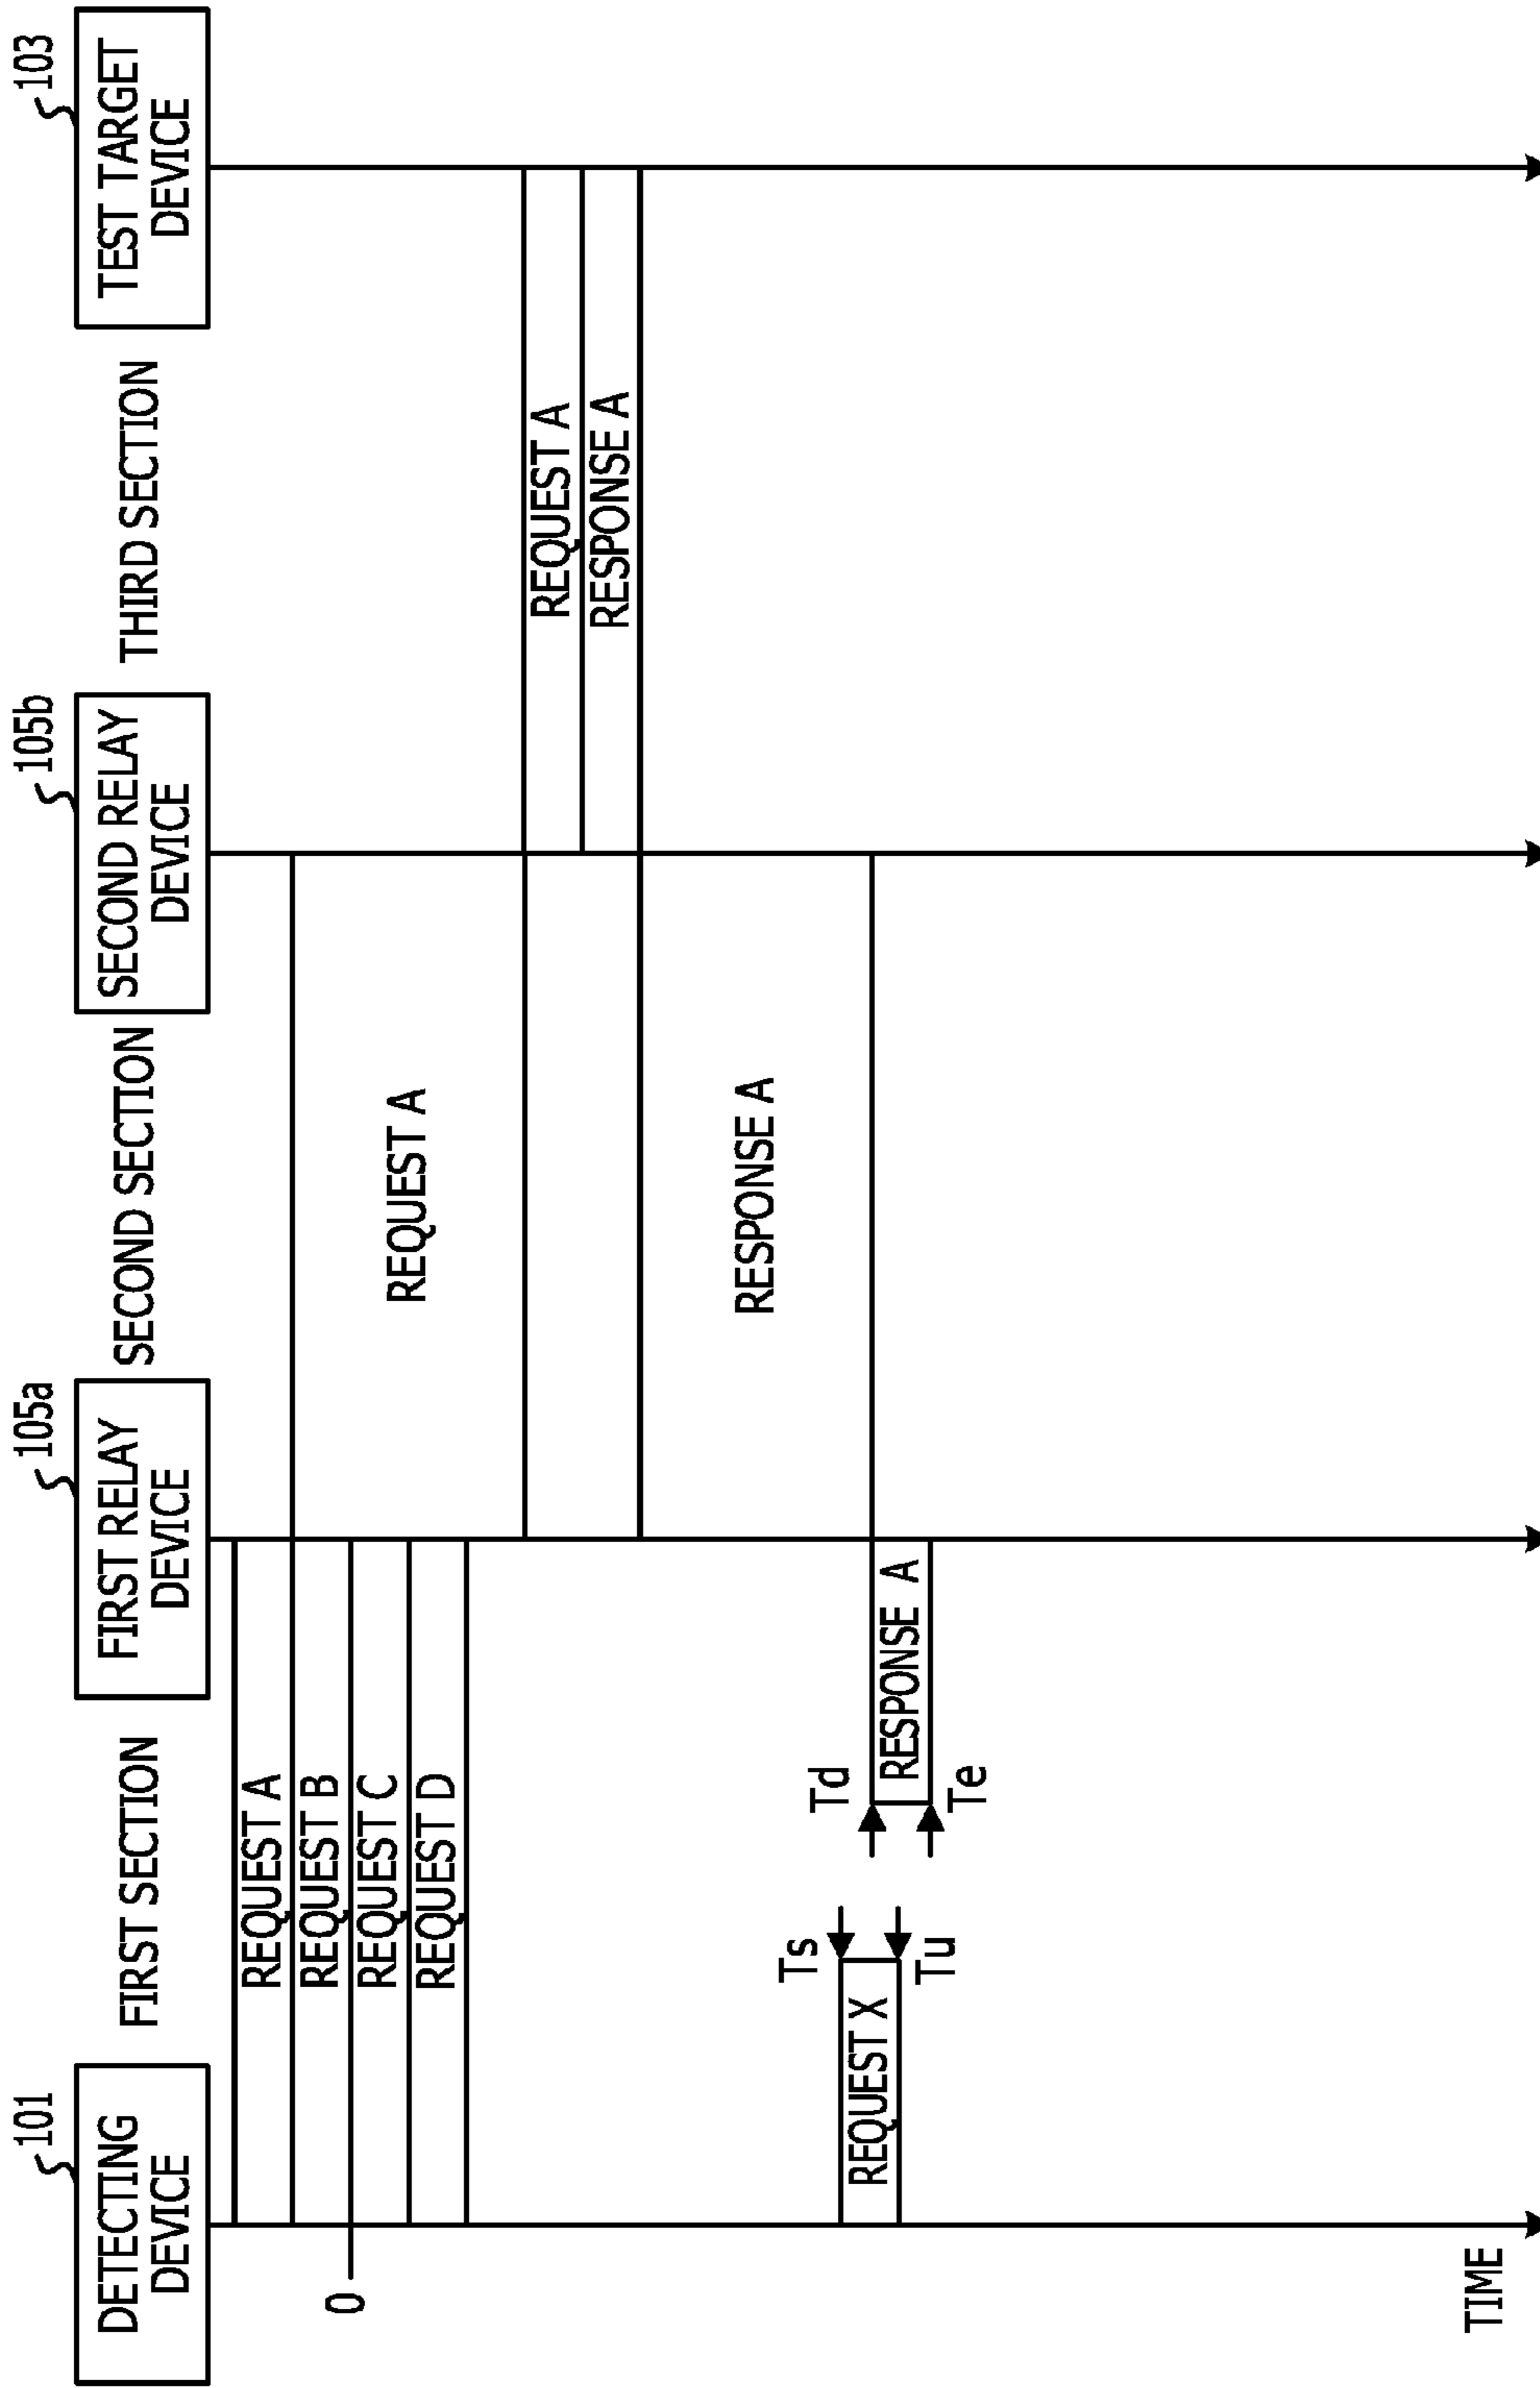 101
DETECTING
DEVICE
FIRST SECTION
105a
FIRST RELAY
DEVICE
SECOND SECTION
105b
SECOND RELAY
DEVICE
THIRD SECTION
103
TEST TARGET
DEVICE
REQUEST A
REQUEST B
0
REQUEST C
REQUEST D
REQUEST A
REQUEST A
RESPONSE A
RESPONSE A
Ts
REQUEST X
Tu
Td
RESPONSE A
Te
TIME